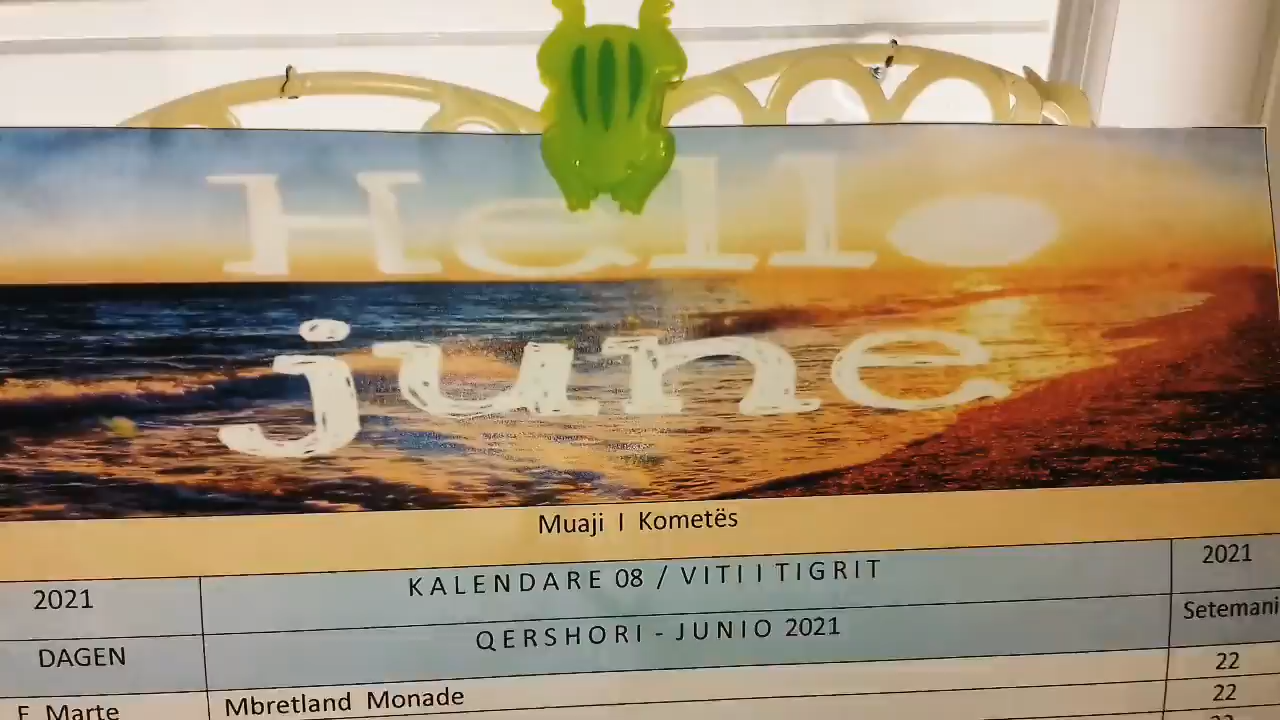 Hello
june
Muaji I Kometës
2021 KALENDARE 08 / VITI I TIGRIT 2021
DAGEN QERSHORI - JUNIO 2021 Setemani
22
E Marte Mbretland Monade 22